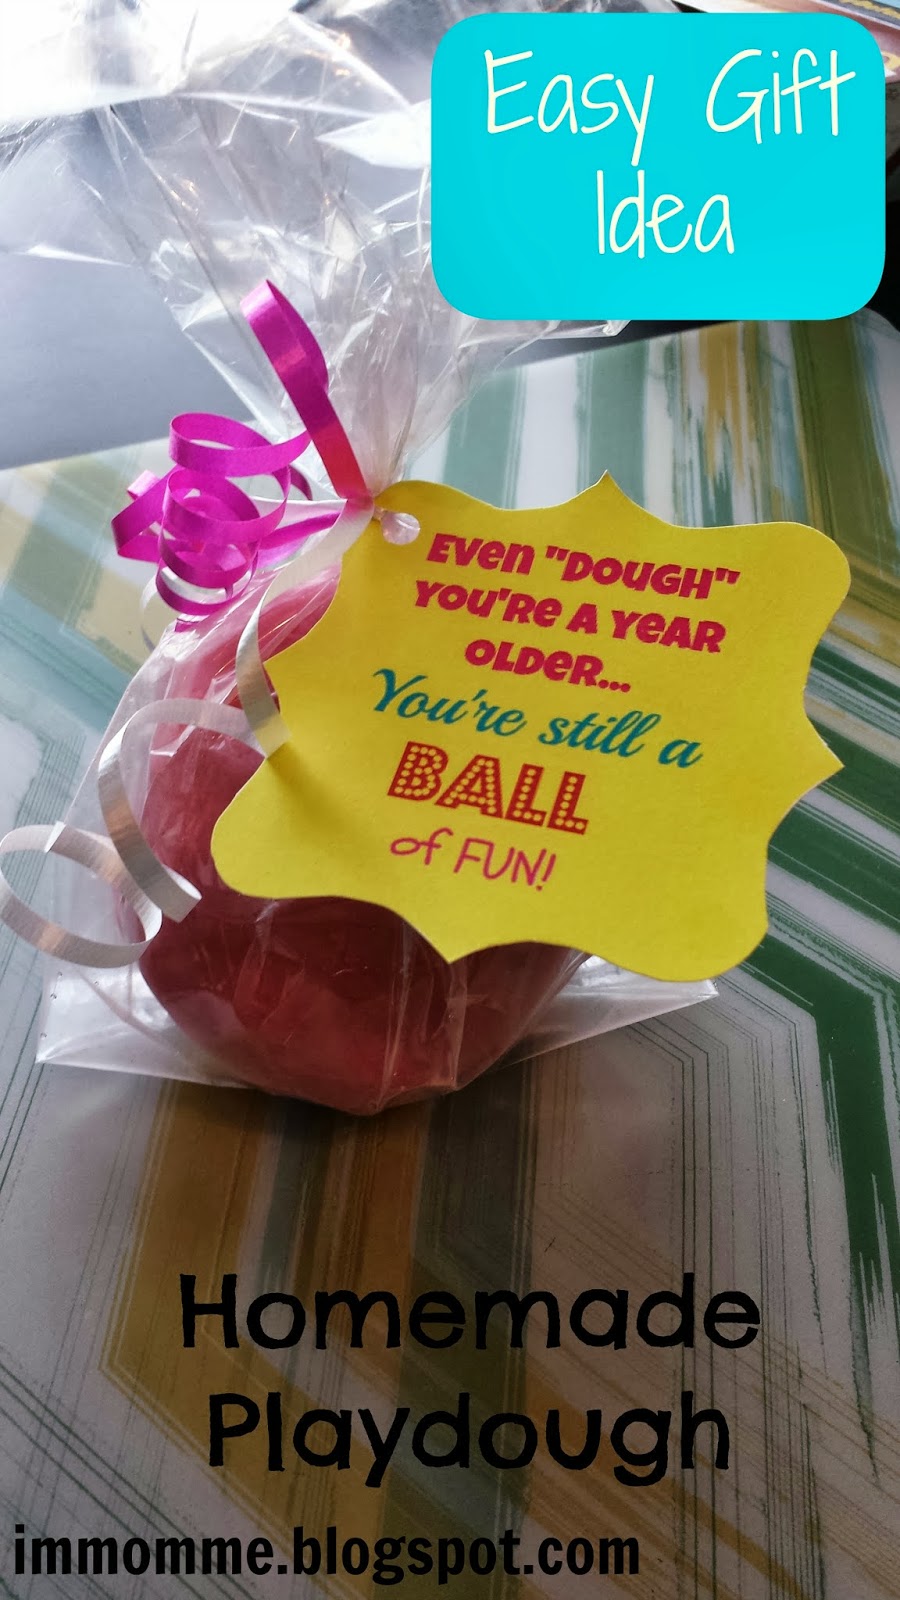 Easy Gift
Idea
Even "Dough"
You're a year
older...
You're still a
BALL
of FUN!
Homemade
Playdough
immomme.blogspot.com